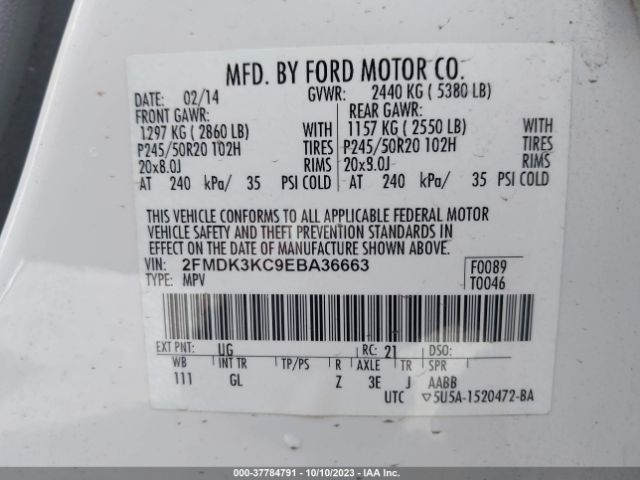 MFD. BY FORD MOTOR CO.
DATE: 02/14 GVWR: 2440 KG ( 5380 LB)
FRONT GAWR: REAR GAWR:
1297 KG ( 2860 LB) WITH 1157 KG ( 2550 LB) WITH
P245/50R20 102H TIRES P245/50R20 102H TIRES
20x8.0J RIMS 20x8.0J RIMS
AT 240 kPa/ 35 PSI COLD AT 240 kPa/ 35 PSI COLD
THIS VEHICLE CONFORMS TO ALL APPLICABLE FEDERAL MOTOR
VEHICLE SAFETY AND THEFT PREVENTION STANDARDS IN
EFFECT ON THE DATE OF MANUFACTURE SHOWN ABOVE.
VIN: 2FMDK3KC9EBA36663 F0089
TYPE: MPV T0046
EXT PNT: UG RC: 21 DSO:
WB INT TR TP/PS R AXLE TR SPR
111 GL Z 3E J AABB
UTC ▽5U5A-1520472-BA
000-37784791 - 10/10/2023 - IAA Inc.